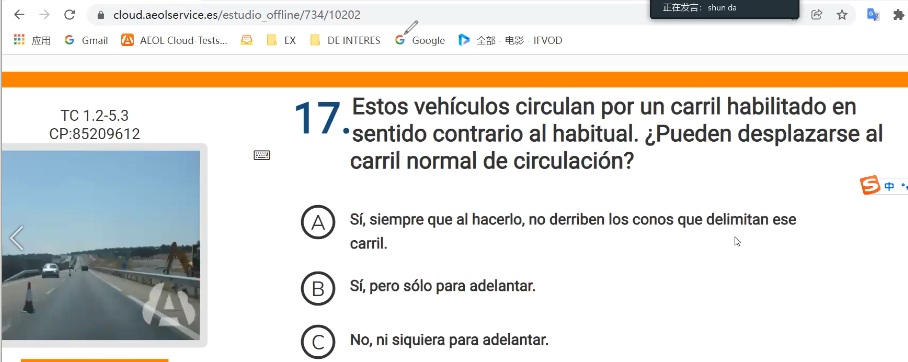 正在发言: shun da
cloud.aeolservice.es/estudio_offline/734/10202
应用 Gmail AEOL Cloud-Tests... EX DE INTERES Google 全部 - 电影 - IFVOD
TC 1.2-5.3
CP:85209612
17. Estos vehículos circulan por un carril habilitado en
sentido contrario al habitual. ¿Pueden desplazarse al
carril normal de circulación?
中
A Sí, siempre que al hacerlo, no derriben los conos que delimitan ese
carril.
B Sí, pero sólo para adelantar.
C No, ni siquiera para adelantar.